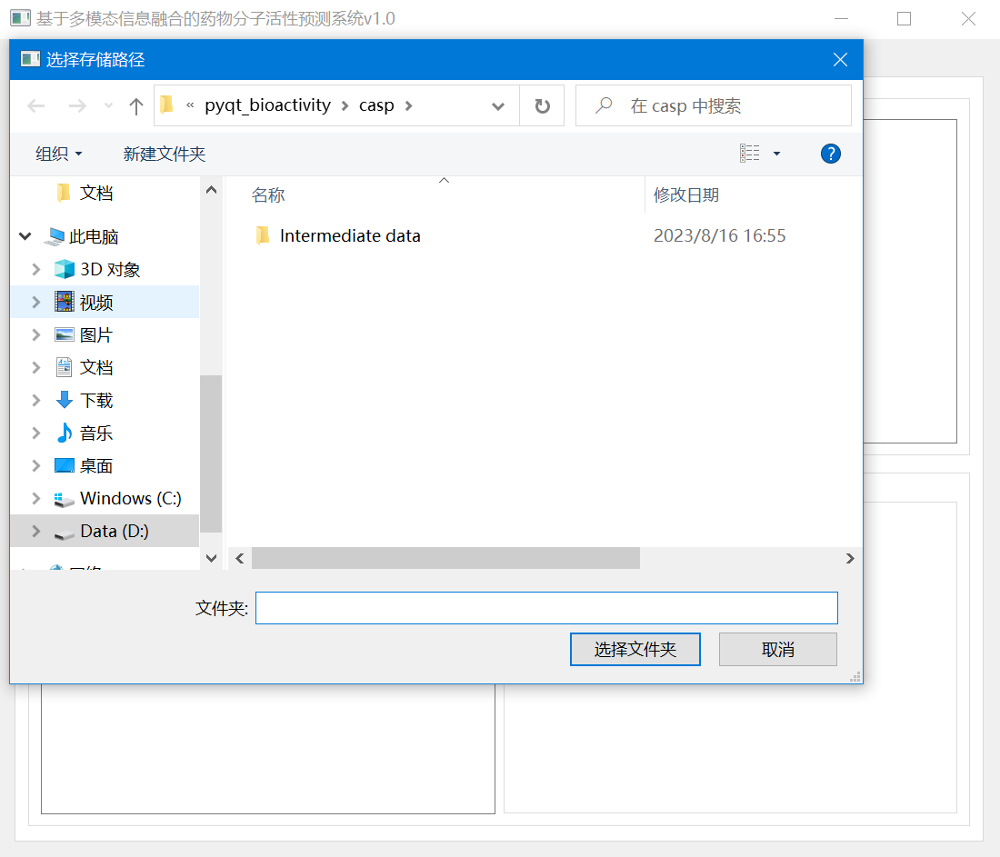 基于多模态信息融合的药物分子活性预测系统v1.0
选择存储路径
« pyqt_bioactivity > casp >
在 casp 中搜索
组织
新建文件夹
?
文档
此电脑
3D 对象
视频
图片
文档
下载
音乐
桌面
Windows (C:)
Data (D:)
名称
修改日期
Intermediate data
2023/8/16 16:55
文件夹:
选择文件夹
取消